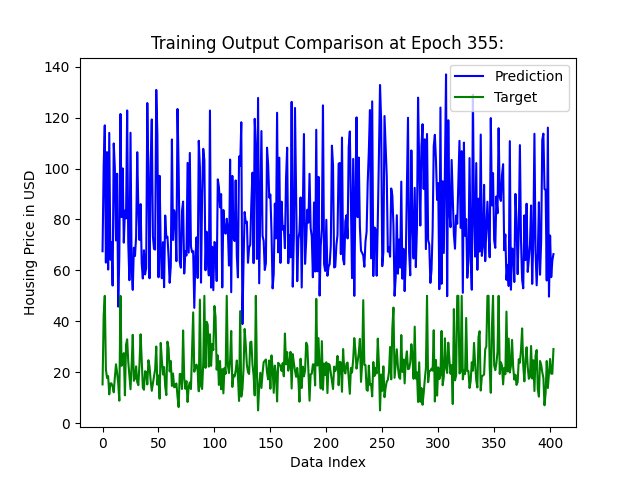 Training Output Comparison at Epoch 355:
Prediction
Target
Housing Price in USD
140
120
100
80
60
40
20
0
0 50 100 150 200 250 300 350 400
Data Index